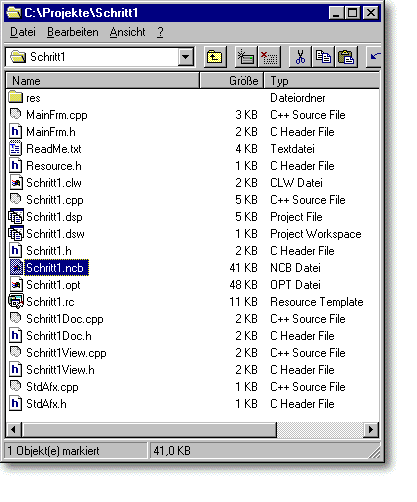 C:\Projekte\Schritt1
Datei Bearbeiten Ansicht ?
Schritt1
Name Größe Typ
res Dateiordner
MainFrm.cpp 3 KB C++ Source File
MainFrm.h 2 KB C Header File
ReadMe.txt 4 KB Textdatei
Resource.h 1 KB C Header File
Schritt1.clw 2 KB CLW Datei
Schritt1.cpp 5 KB C++ Source File
Schritt1.dsp 5 KB Project File
Schritt1.dsw 1 KB Project Workspace
Schritt1.h 2 KB C Header File
Schritt1.ncb 41 KB NCB Datei
Schritt1.opt 48 KB OPT Datei
Schritt1.rc 11 KB Resource Template
Schritt1Doc.cpp 2 KB C++ Source File
Schritt1Doc.h 2 KB C Header File
Schritt1View.cpp 2 KB C++ Source File
Schritt1View.h 2 KB C Header File
StdAfx.cpp 1 KB C++ Source File
StdAfx.h 1 KB C Header File
1 Objekt(e) markiert 41,0 KB